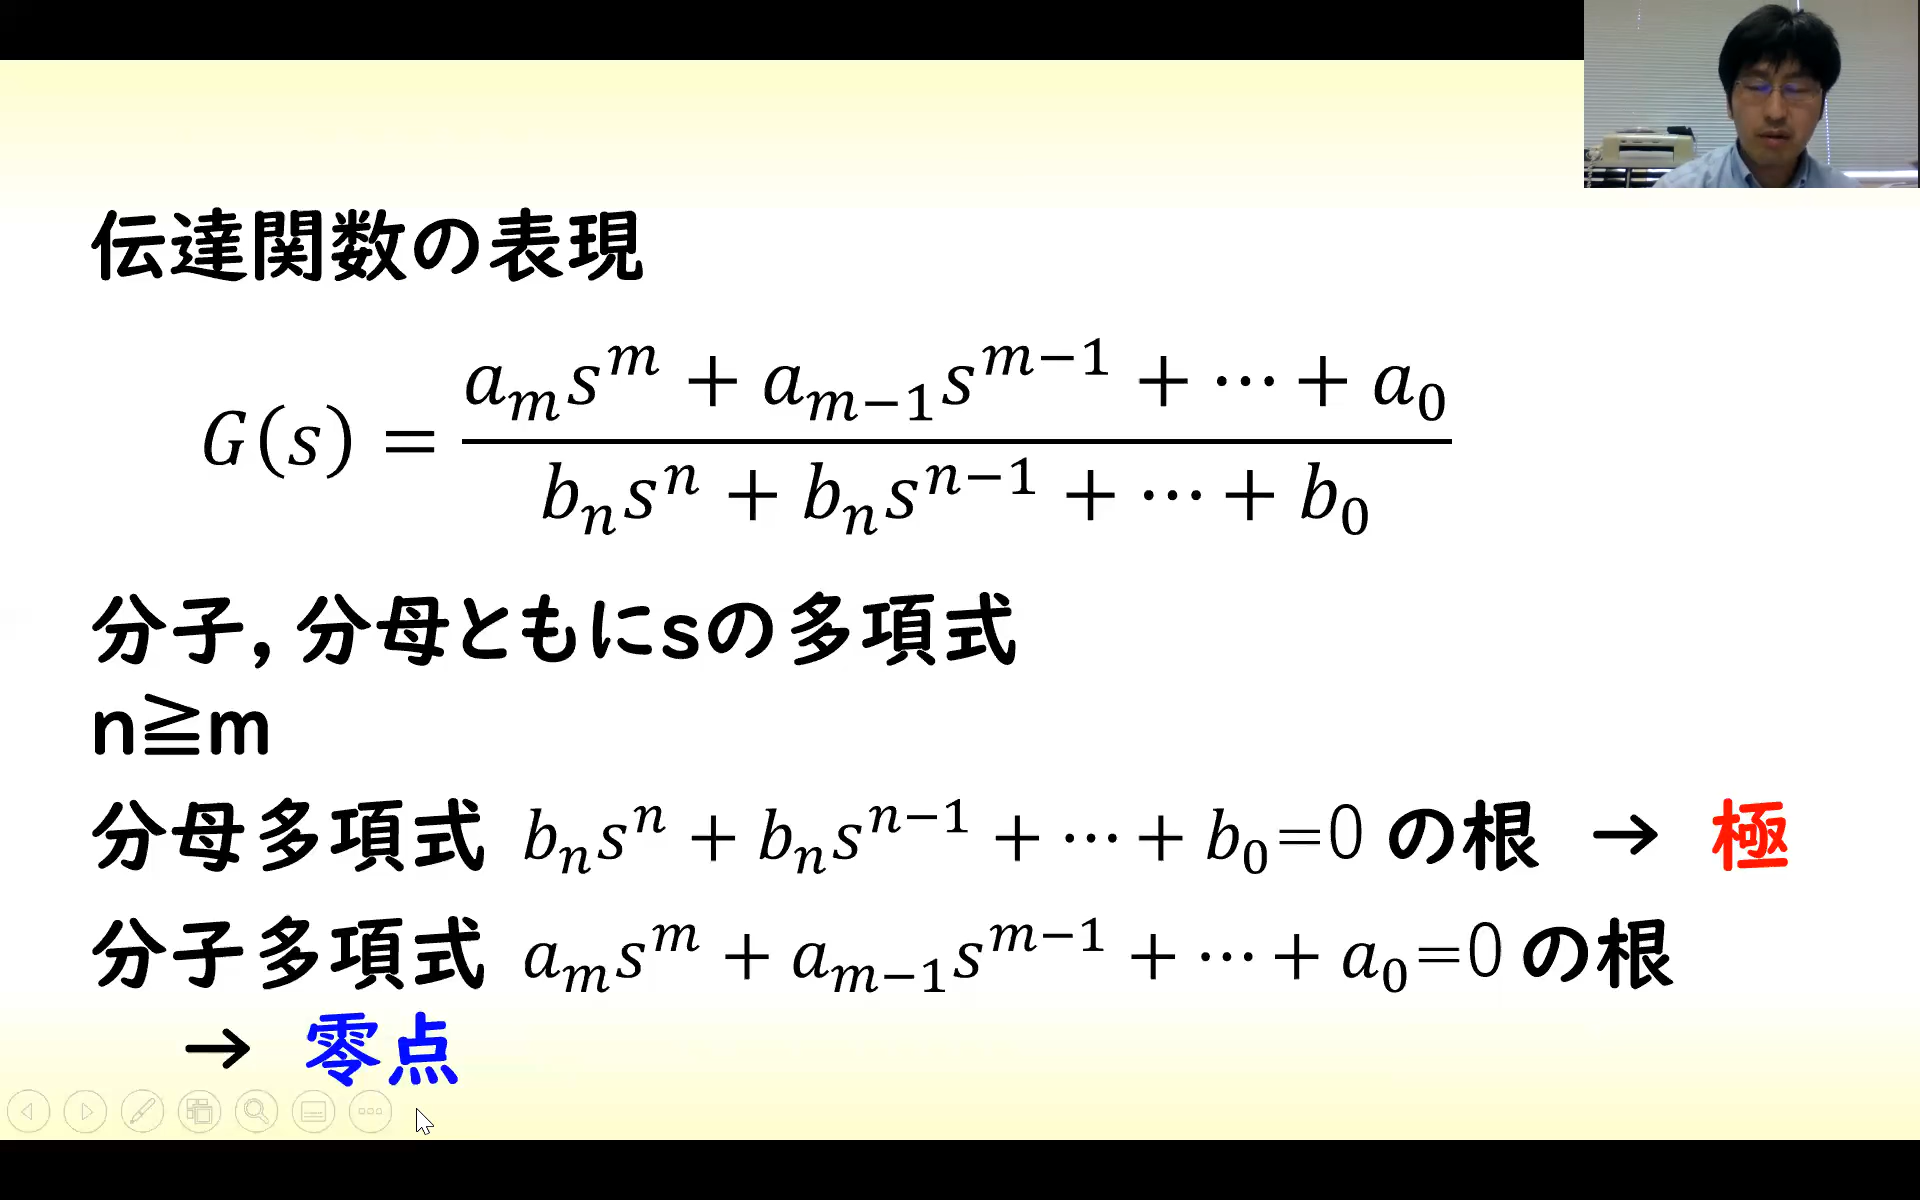 伝達関数の表現
G(s) = \frac{a_m s^m + a_{m-1} s^{m-1} + ⋯ + a_0}{b_n s^n + b_n s^{n-1} + ⋯ + b_0}
分子，分母ともにsの多項式
n≧m
分母多項式 b_n s^n + b_n s^{n-1} + ⋯ + b_0=0 の根 → 極
分子多項式 a_m s^m + a_{m-1} s^{m-1} + ⋯ + a_0=0 の根
→ 零点